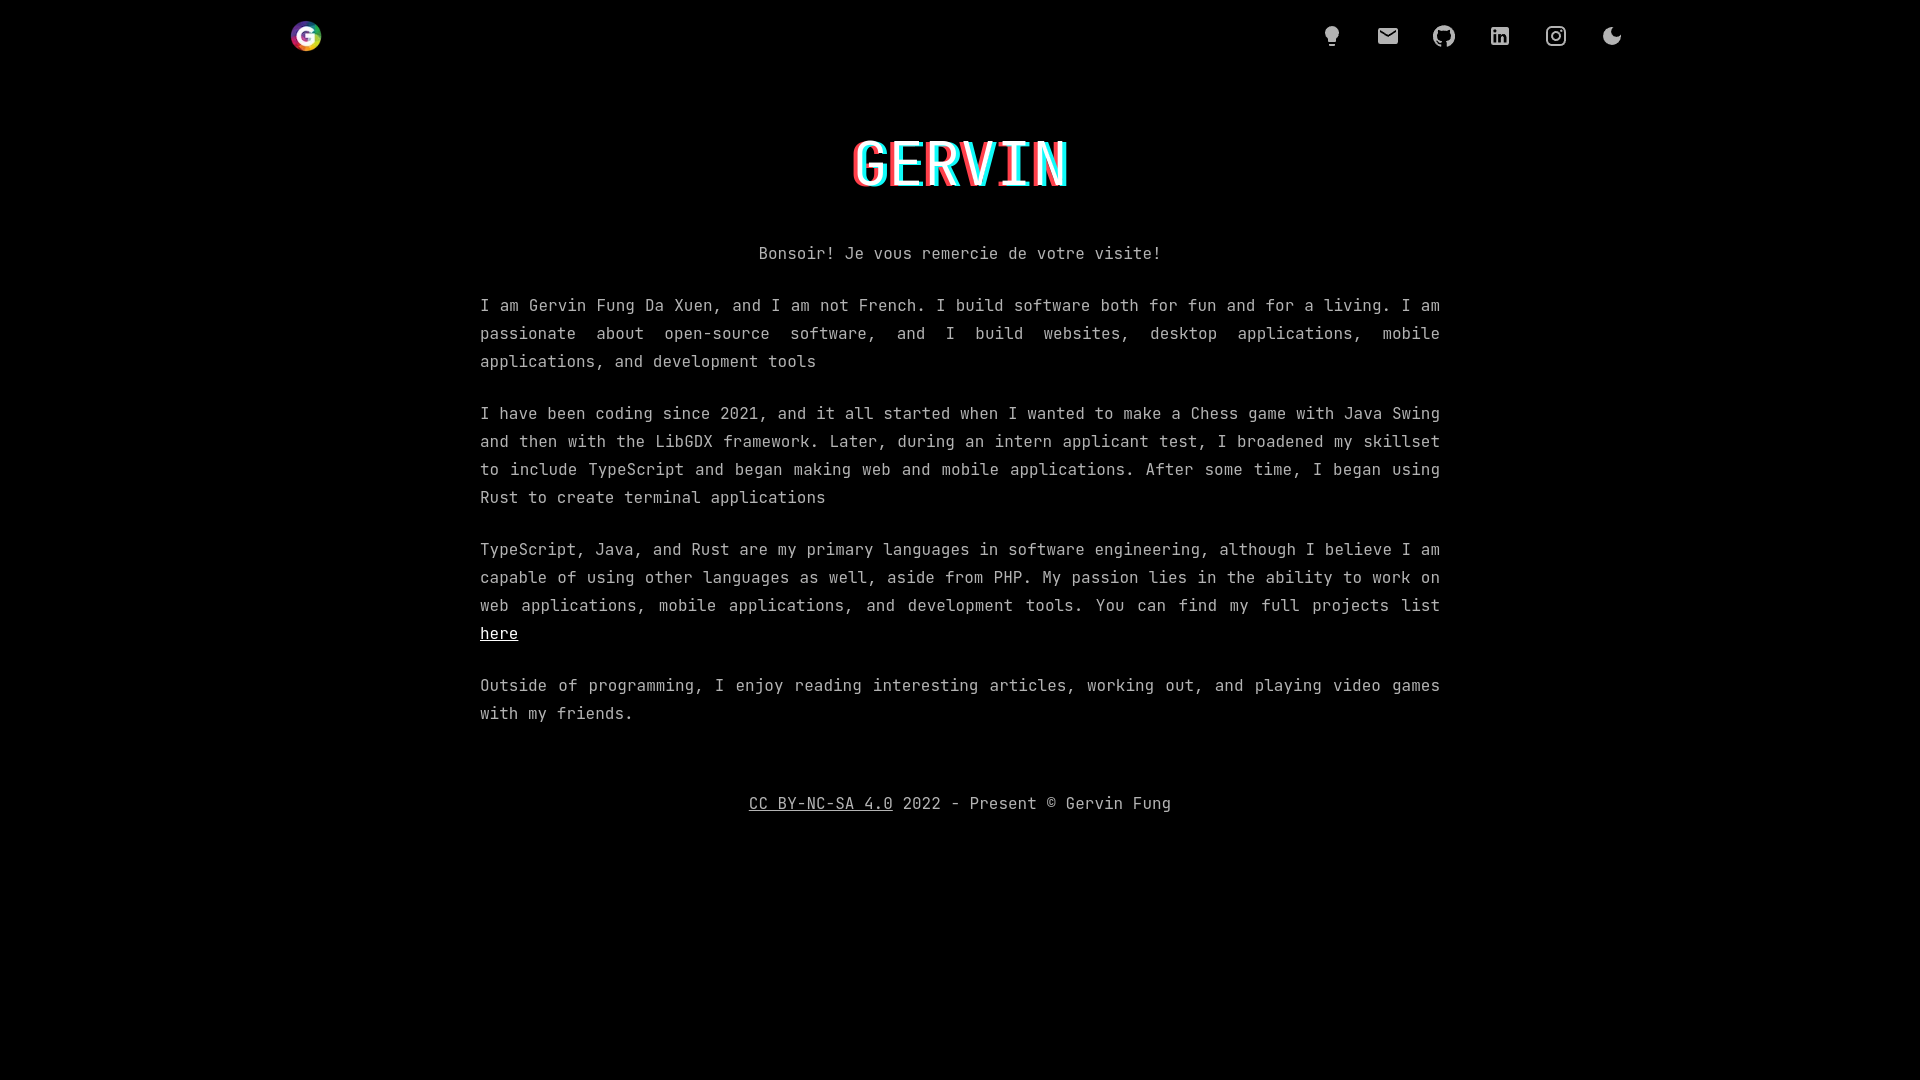 G
GERVIN
Bonsoir! Je vous remercie de votre visite!
I am Gervin Fung Da Xuen, and I am not French. I build software both for fun and for a living. I am
passionate about open-source software, and I build websites, desktop applications, mobile
applications, and development tools
I have been coding since 2021, and it all started when I wanted to make a Chess game with Java Swing
and then with the LibGDX framework. Later, during an intern applicant test, I broadened my skillset
to include TypeScript and began making web and mobile applications. After some time, I began using
Rust to create terminal applications
TypeScript, Java, and Rust are my primary languages in software engineering, although I believe I am
capable of using other languages as well, aside from PHP. My passion lies in the ability to work on
web applications, mobile applications, and development tools. You can find my full projects list
here
Outside of programming, I enjoy reading interesting articles, working out, and playing video games
with my friends.
CC BY-NC-SA 4.0 2022 - Present © Gervin Fung